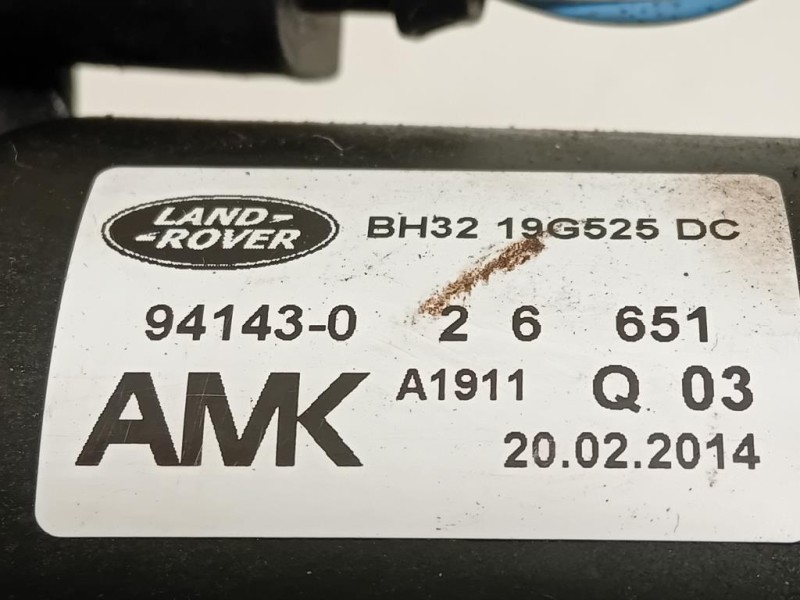 LAND-
-ROVER
BH32 19G525 DC
94143-0 2 6 651
AMK A1911 Q 03
20.02.2014